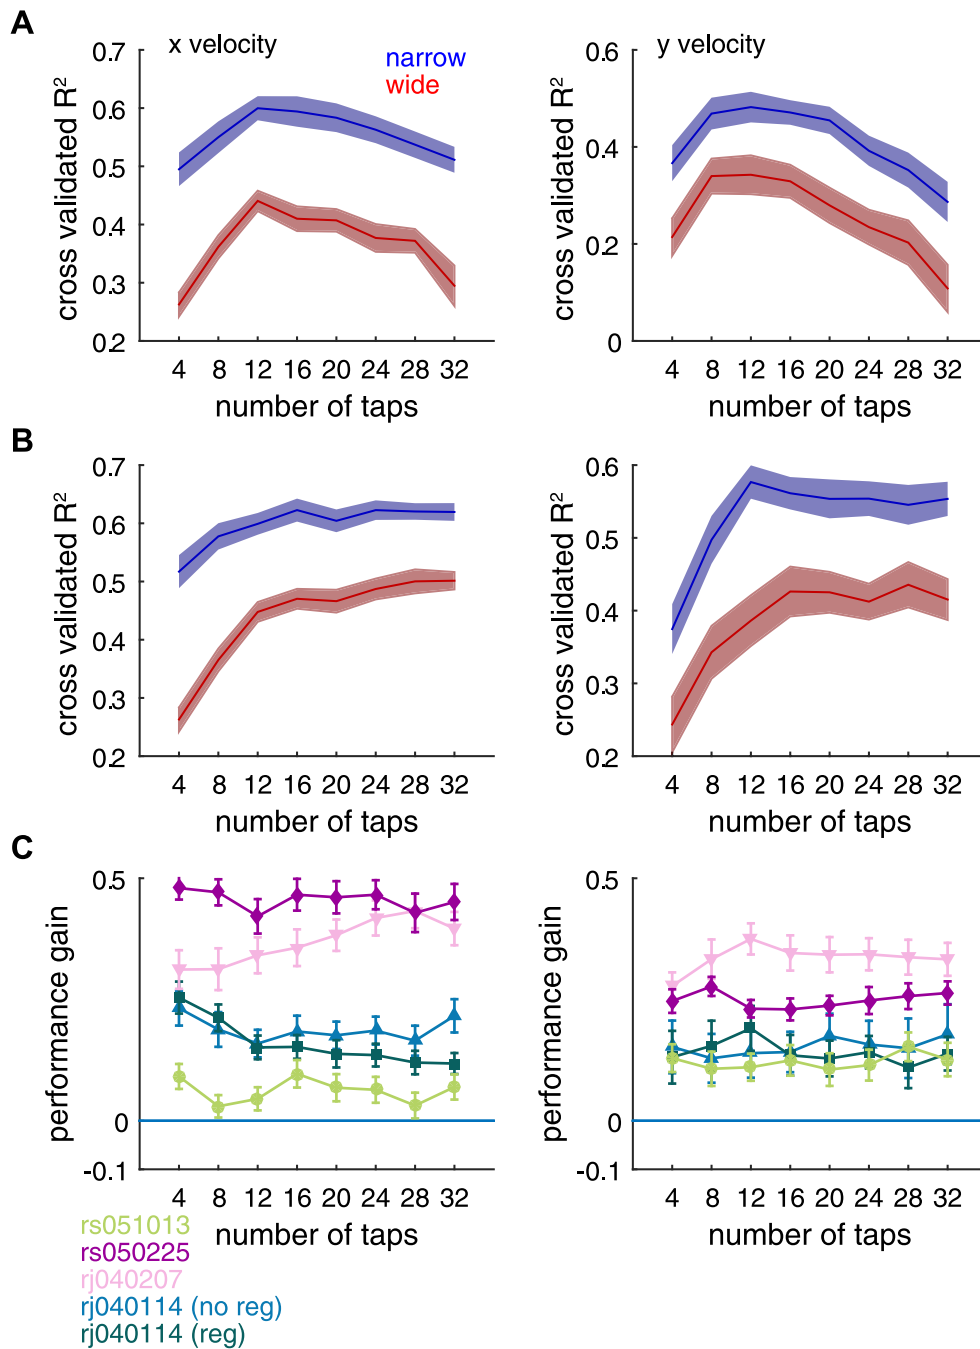 A
x velocity
narrow
wide
cross validated R²
0.7
0.6
0.5
0.4
0.3
0.2
4 8 12 16 20 24 28 32
number of taps
y velocity
cross validated R²
0.6
0.4
0.2
0
4 8 12 16 20 24 28 32
number of taps
B
cross validated R²
0.7
0.6
0.5
0.4
0.3
0.2
4 8 12 16 20 24 28 32
number of taps
cross validated R²
0.6
0.5
0.4
0.3
0.2
4 8 12 16 20 24 28 32
number of taps
C
performance gain
0.5
0
-0.1
4 8 12 16 20 24 28 32
number of taps
performance gain
0.5
0
-0.1
4 8 12 16 20 24 28 32
number of taps
rs051013
rs050225
rj040207
rj040114 (no reg)
rj040114 (reg)